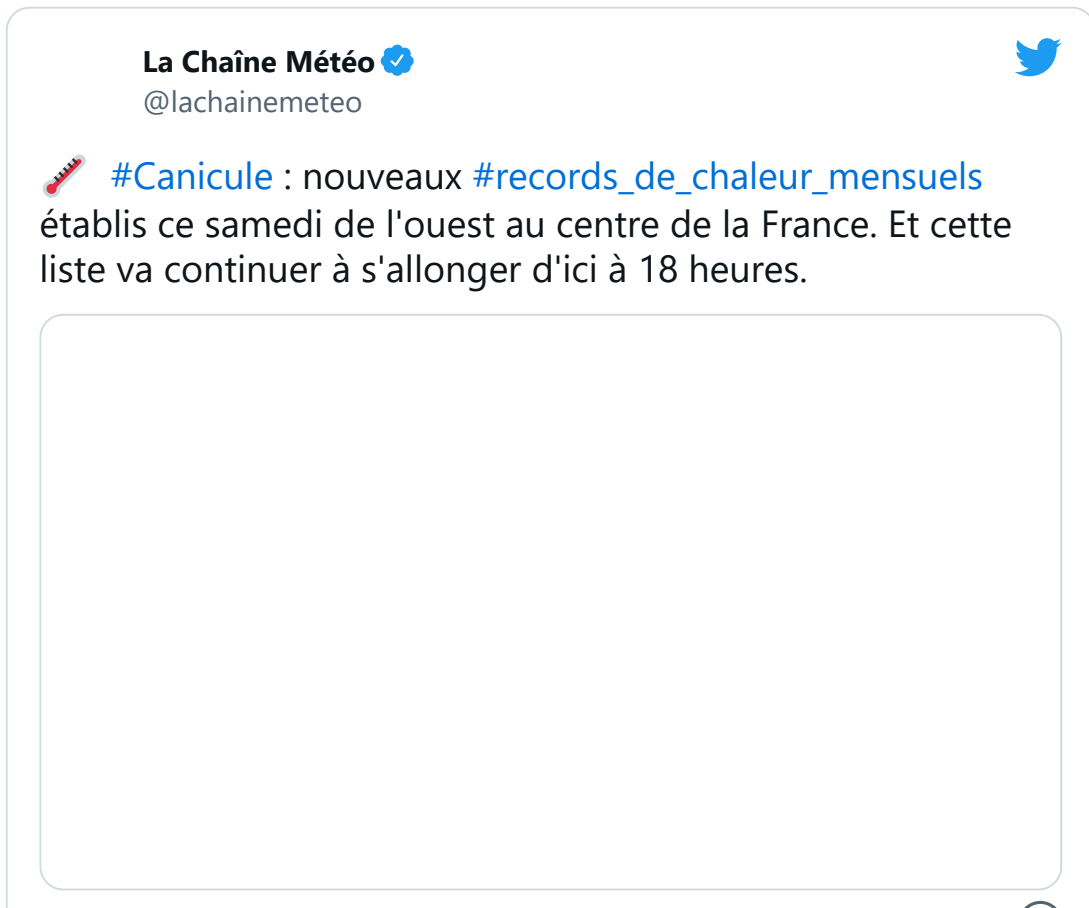 La Chaîne Météo
@lachainemeteo
#Canicule : nouveaux #records_de_chaleur_mensuels
établis ce samedi de l'ouest au centre de la France. Et cette
liste va continuer à s'allonger d'ici à 18 heures.